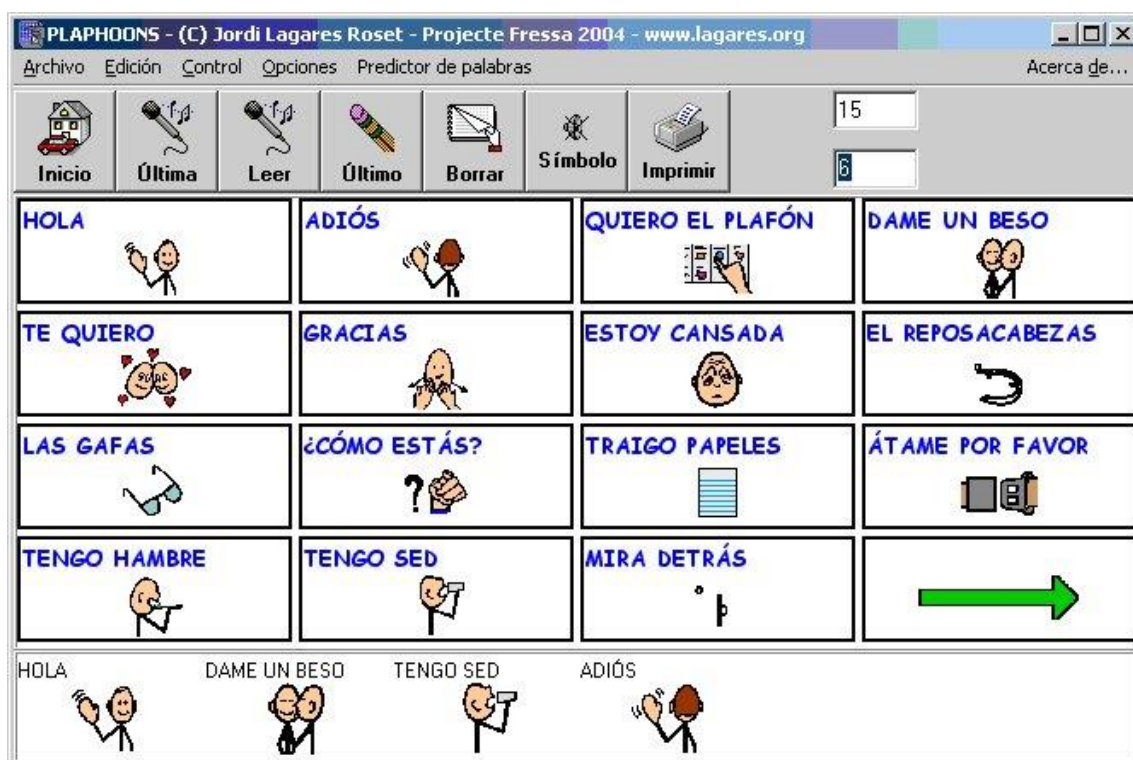 PLAPHOONS - (C) Jordi Lagares Roset - Projecte Fressa 2004 - www.lagares.org
Archivo Edición Control Opciones Predictor de palabras Acerca de...
15
6
Inicio Última Leer Último Borrar Símbolo Imprimir
HOLA ADIÓS QUIERO EL PLAFÓN DAME UN BESO
TE QUIERO GRACIAS ESTOY CANSADA EL REPOSACABEZAS
LAS GAFAS ¿CÓMO ESTÁS? TRAIGO PAPELES ÁTAME POR FAVOR
?
TENGO HAMBRE TENGO SED MIRA DETRÁS
HOLA DAME UN BESO TENGO SED ADIÓS